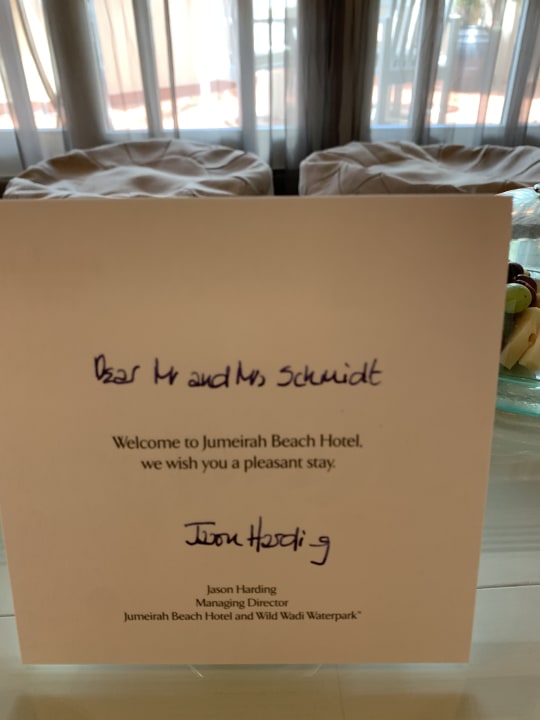 Dear Mr and Mrs Schmidt
Welcome to Jumeirah Beach Hotel,
we wish you a pleasant stay.
Jason Harding
Jason Harding
Managing Director
Jumeirah Beach Hotel and Wild Wadi Waterpark™